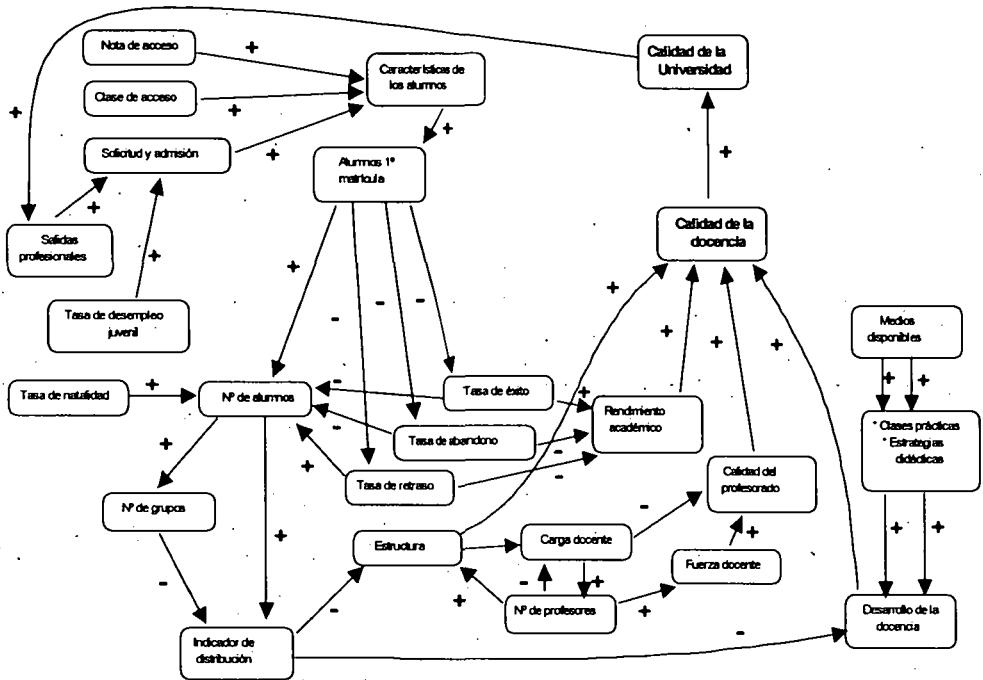 Nota de acceso
Clase de acceso
Solicitud y admisión
Salidas
profesionales
Tasa de desempleo
juvenil
Características de
los alumnos
Alumnos 1ª
matrícula
Calidad de la
Universidad
Calidad de la
docencia
Medios
disponibles
Tasa de natalidad
Nº de alumnos
Tasa de éxito
Tasa de abandono
Tasa de retraso
Rendimiento
académico
* Clases prácticas
* Estrategias
didácticas
Calidad del
profesorado
Nº de grupos
Estructura
Carga docente
Fuerza docente
Nº de profesores
Indicador de
distribución
Desarrollo de la
docencia
+
+
+
+
+
+
+
+
+
-
-
-
+
-
-
+
+
-
-
+
+
-
-
-
+
-
+
+
-
+
+
+
+
+
+
+
+
+
+